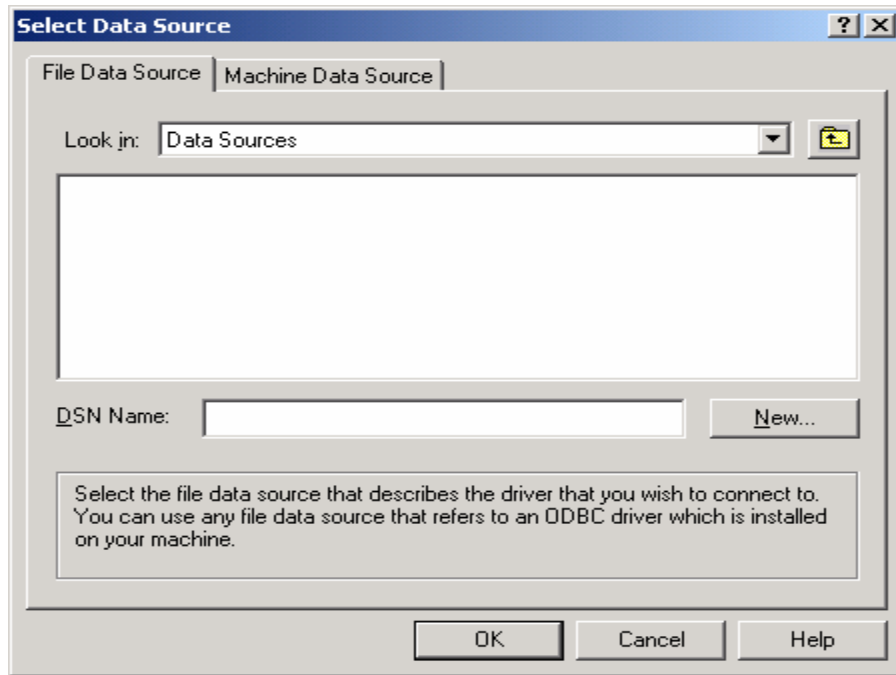 Select Data Source
File Data Source
Machine Data Source
Look in:
Data Sources
DSN Name:
New...
Select the file data source that describes the driver that you wish to connect to.
You can use any file data source that refers to an ODBC driver which is installed
on your machine.
OK
Cancel
Help